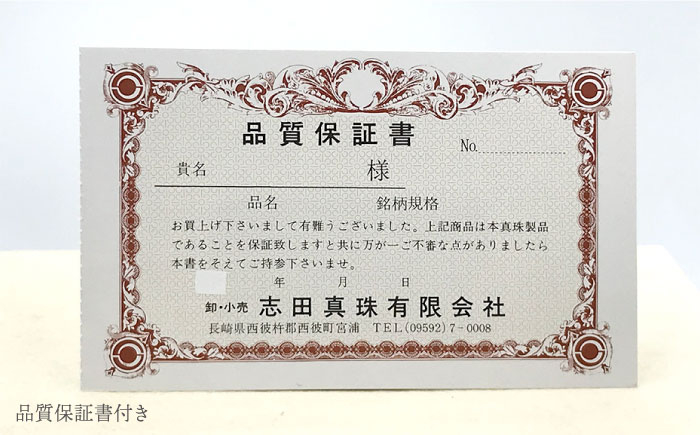 品質保証書
No.
貴名 様
品名 銘柄規格
お買上げ下さいまして有難うございました。上記商品は本真珠製品
であることを保証致しますと共に万が一ご不審な点がありましたら
本書をそえてご持参下さいませ。
年 月 日
卸・小売 志田真珠有限会社
長崎県西彼杵郡西彼町宮浦 TEL(09592)7-0008
品質保証書付き